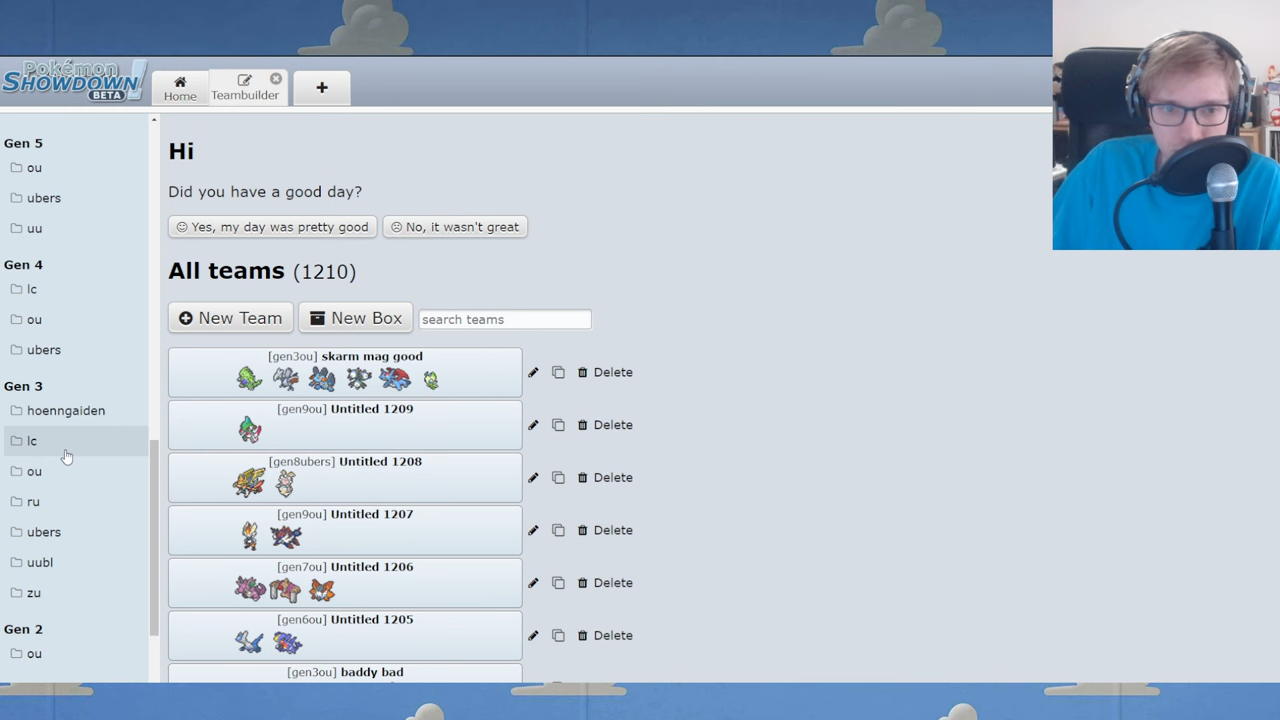 Pokémon
SHOWDOWN!
BETA
Home
Teambuilder
Gen 5
ou
ubers
uu
Gen 4
lc
ou
ubers
Gen 3
hoenngaiden
lc
ou
ru
ubers
uubl
zu
Gen 2
ou
Hi
Did you have a good day?
Yes, my day was pretty good
No, it wasn't great
All teams (1210)
New Team
New Box
search teams
[gen3ou] skarm mag good
Delete
[gen9ou] Untitled 1209
Delete
[gen8ubers] Untitled 1208
Delete
[gen9ou] Untitled 1207
Delete
[gen7ou] Untitled 1206
Delete
[gen6ou] Untitled 1205
Delete
[gen3ou] baddy bad